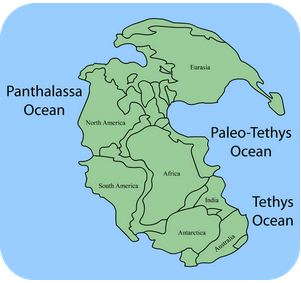 Eurasia
Panthalassa
Ocean
North America
Paleo-Tethys
Ocean
Africa
South America
India
Tethys
Ocean
Antarctica
Australia